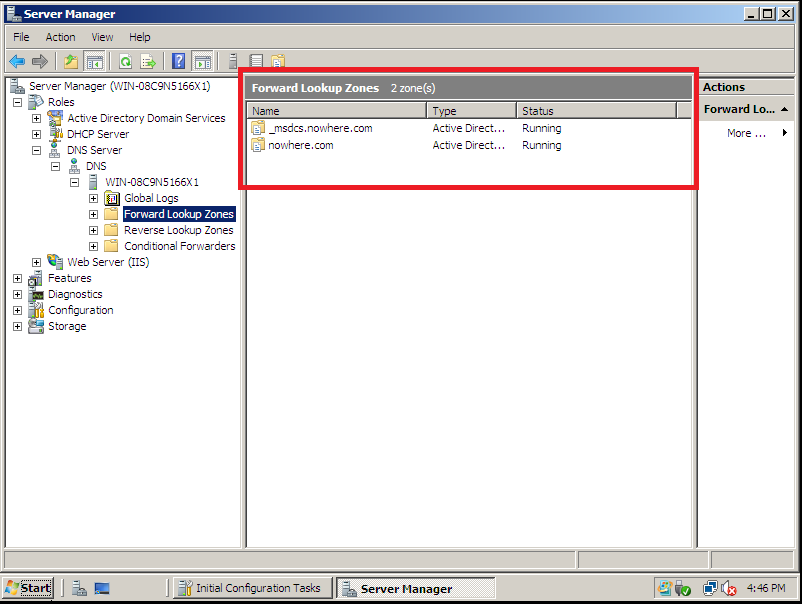 Server Manager
File Action View Help
Server Manager (WIN-08C9N5166X1)
Roles
Active Directory Domain Services
DHCP Server
DNS Server
DNS
WIN-08C9N5166X1
Global Logs
Forward Lookup Zones
Reverse Lookup Zones
Conditional Forwarders
Web Server (IIS)
Features
Diagnostics
Configuration
Storage
Forward Lookup Zones 2 zone(s)
Name Type Status
_msdcs.nowhere.com Active Direct... Running
nowhere.com Active Direct... Running
Actions
Forward Lo...
More ...
Start Initial Configuration Tasks Server Manager 4:46 PM